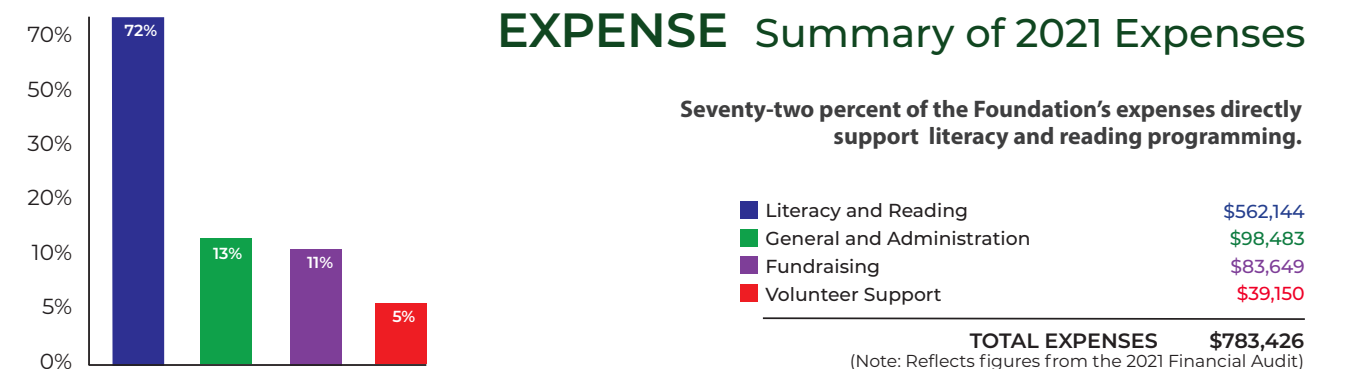 EXPENSE Summary of 2021 Expenses
Seventy-two percent of the Foundation's expenses directly
support literacy and reading programming.
70%
50%
30%
20%
10%
5%
0%
72%
13%
11%
5%
Literacy and Reading $562,144
General and Administration $98,483
Fundraising $83,649
Volunteer Support $39,150
TOTAL EXPENSES $783,426
(Note: Reflects figures from the 2021 Financial Audit)